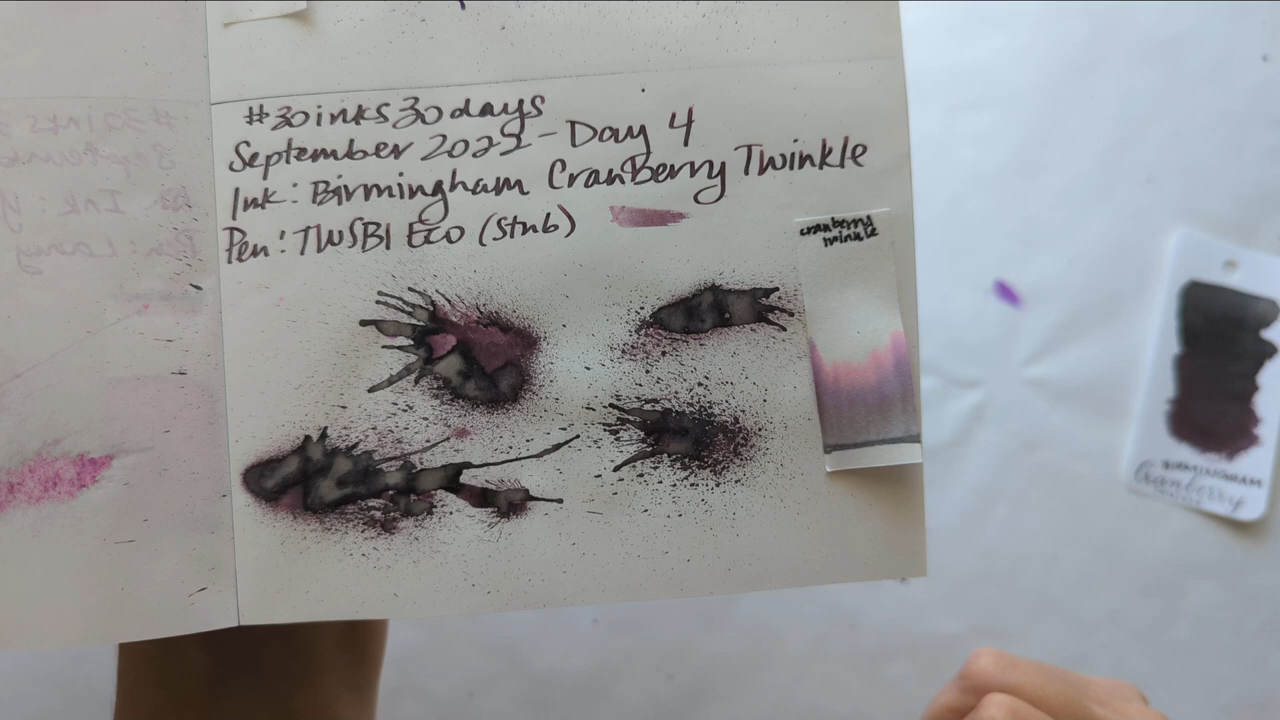 #30inks30days
September 2022 - Day 4
Ink: Birmingham CranBerry Twinkle
Pen: TWSBI Eco (Stub)
cranberry
twinkle
BIRMINGHAM
Cranberry